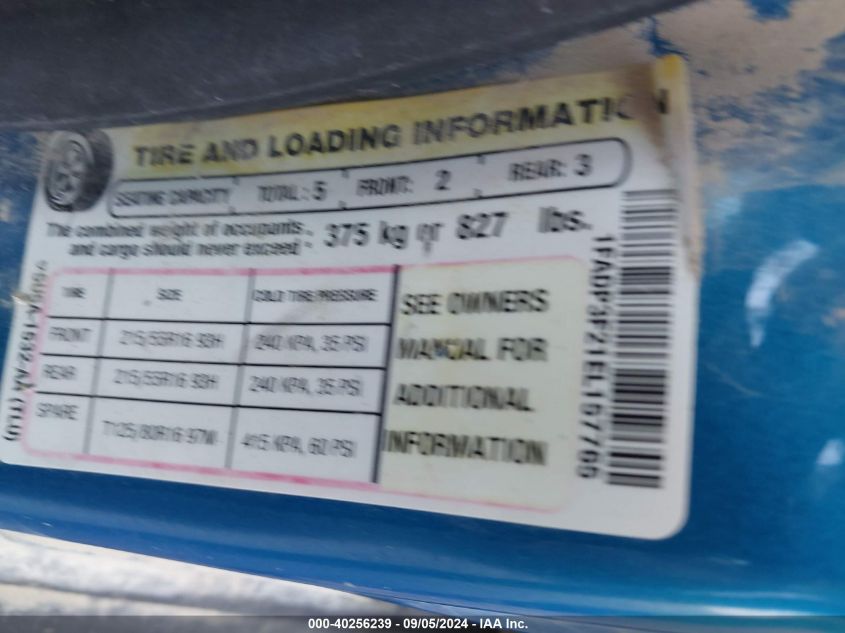 TIRE AND LOADING INFORMATION
SEATING CAPACITY TOTAL: 5 FRONT: 2 REAR: 3
The combined weight of occupants and cargo should never exceed 375 kg or 827 lbs.
TIRE SIZE COLD TIRE PRESSURE
FRONT 215/55R16 93H 240 KPA, 35 PSI
REAR 215/55R16 93H 240 KPA, 35 PSI
SPARE T125/80R16 97M 415 KPA, 60 PSI
SEE OWNERS
MANUAL FOR
ADDITIONAL
INFORMATION
000-40256239 - 09/05/2024 - IAA Inc.